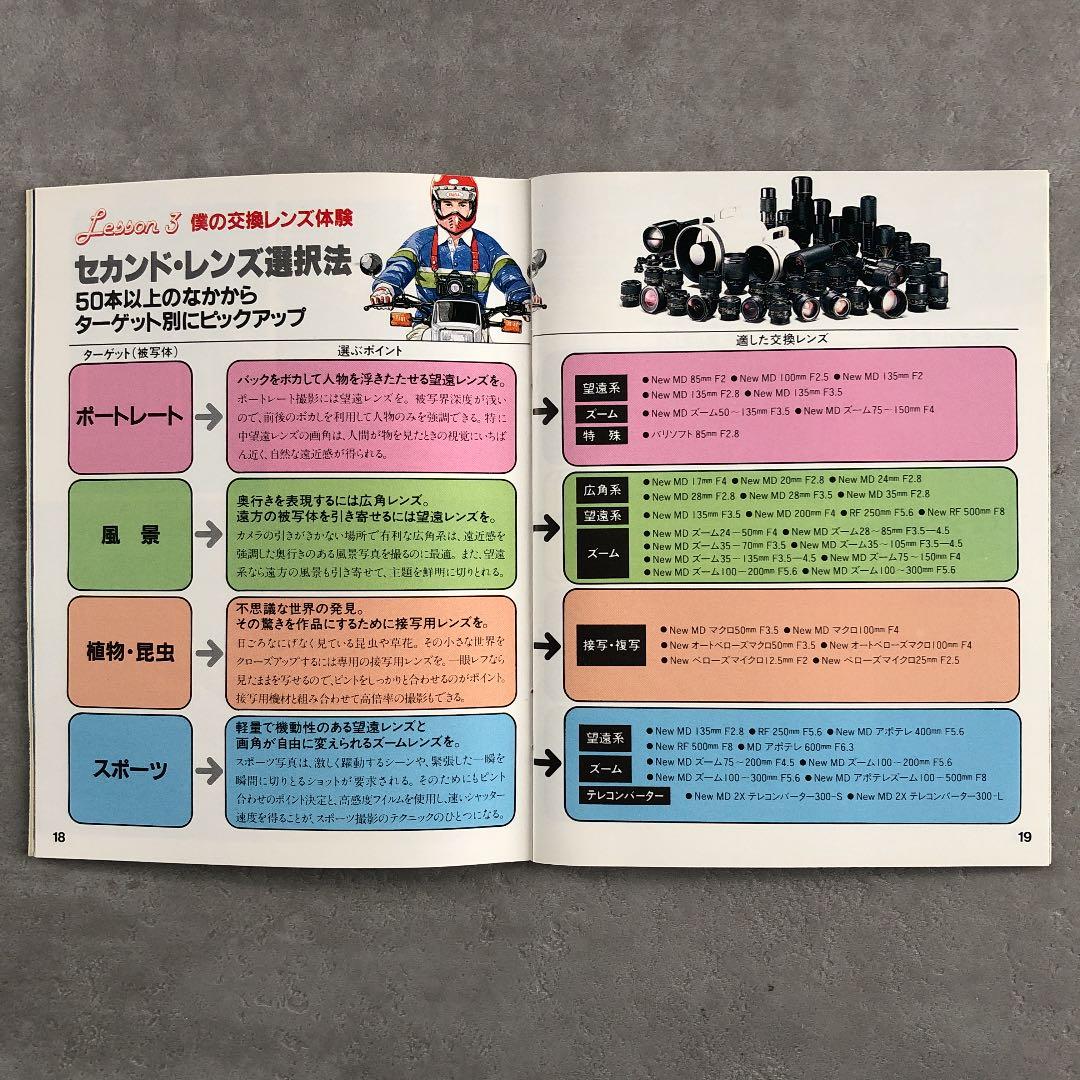 Lesson 3 僕の交換レンズ体験
セカンド・レンズ選択法
50本以上のなかから
ターゲット別にピックアップ
ターゲット(被写体)
選ぶポイント
適した交換レンズ
ポートレート
バックをボカして人物を浮きたたせる望遠レンズを。
ポートレート撮影には望遠レンズを。被写界深度が浅い
ので、前後のボカしを利用して人物のみを強調できる。特に
中望遠レンズの画角は、人間が物を見たときの視覚にいちば
ん近く、自然な遠近感が得られる。
望遠系
●New MD 85mm F2 ●New MD 100mm F2.5 ●New MD 135mm F2
●New MD 135mm F2.8 ●New MD 135mm F3.5
ズーム
●New MD ズーム50〜135mm F3.5 ●New MD ズーム75〜150mm F4
特殊
●バリソフト85mm F2.8
風景
奥行きを表現するには広角レンズ。
遠方の被写体を引き寄せるには望遠レンズを。
カメラの引きがきかない場所で有利な広角系は、遠近感を
強調した奥行きのある風景写真を撮るのに最適。また、望遠
系なら遠方の風景も引き寄せて、主題を鮮明に切りとれる。
広角系
●New MD 17mm F4 ●New MD 20mm F2.8 ●New MD 24mm F2.8
●New MD 28mm F2.8 ●New MD 28mm F3.5 ●New MD 35mm F2.8
望遠系
●New MD 135mm F3.5 ●New MD 200mm F4 ●RF 250mm F5.6 ●New RF 500mm F8
ズーム
●New MD ズーム24〜50mm F4 ●New MD ズーム28〜85mm F3.5—4.5
●New MD ズーム35〜70mm F3.5 ●New MD ズーム35〜105mm F3.5—4.5
●New MD ズーム35〜135mm F3.5—4.5 ●New MD ズーム75〜150mm F4
●New MD ズーム100〜200mm F5.6 ●New MD ズーム100〜300mm F5.6
植物・昆虫
不思議な世界の発見。
その驚きを作品にするために接写用レンズを。
日ごろなにげなく見ている昆虫や草花。その小さな世界を
クローズアップするには専用の接写用レンズを。一眼レフなら
見たままを写せるので、ピントをしっかりと合わせるのがポイント。
接写用機材と組み合わせて高倍率の撮影もできる。
接写・複写
●New MD マクロ50mm F3.5 ●New MD マクロ100mm F4
●New オートベローズマクロ50mm F3.5 ●New オートベローズマクロ100mm F4
●New ベローズマイクロ12.5mm F2 ●New ベローズマイクロ25mm F2.5
スポーツ
軽量で機動性のある望遠レンズと
画角が自由に変えられるズームレンズを。
スポーツ写真は、激しく躍動するシーンや、緊張した一瞬を
瞬間に切りとるショットが要求される。そのためにもピント
合わせのポイント決定と、高感度フイルムを使用し、速いシャッター
速度を得ることが、スポーツ撮影のテクニックのひとつになる。
望遠系
●New MD 135mm F2.8 ●RF 250mm F5.6 ●New MD アポテレ 400mm F5.6
●New RF 500mm F8 ●MD アポテレ 600mm F6.3
ズーム
●New MD ズーム75〜200mm F4.5 ●New MD ズーム100〜200mm F5.6
●New MD ズーム100〜300mm F5.6 ●New MD アポテレズーム100-500mm F8
テレコンバーター
●New MD 2X テレコンバーター300-S ●New MD 2X テレコンバーター300-L
18
19